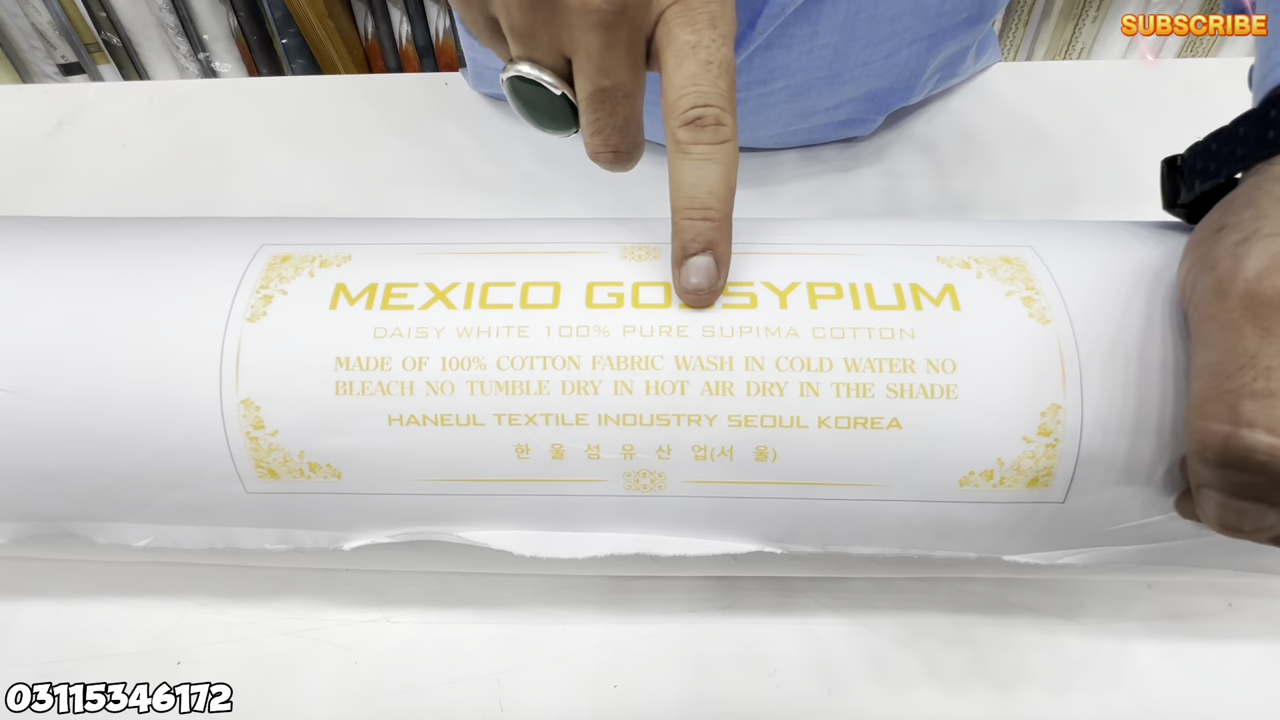 SUBSCRIBE
MEXICO GOSSYPIUM
DAISY WHITE 100% PURE SUPIMA COTTON
MADE OF 100% COTTON FABRIC WASH IN COLD WATER NO
BLEACH NO TUMBLE DRY IN HOT AIR DRY IN THE SHADE
HANEUL TEXTILE INDUSTRY SEOUL KOREA
한 울 섬 유 산 업(서 울)
03115346172